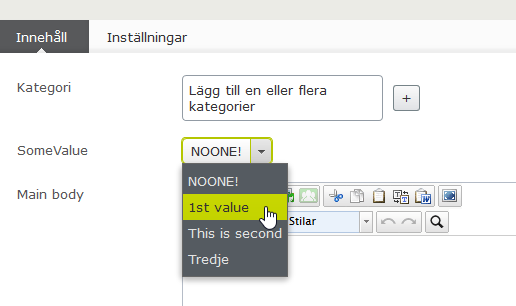 Innehåll Inställningar
Kategori
Lägg till en eller flera
kategorier
+
SomeValue
NOONE!
NOONE!
1st value
This is second
Tredje
Main body
Stilar